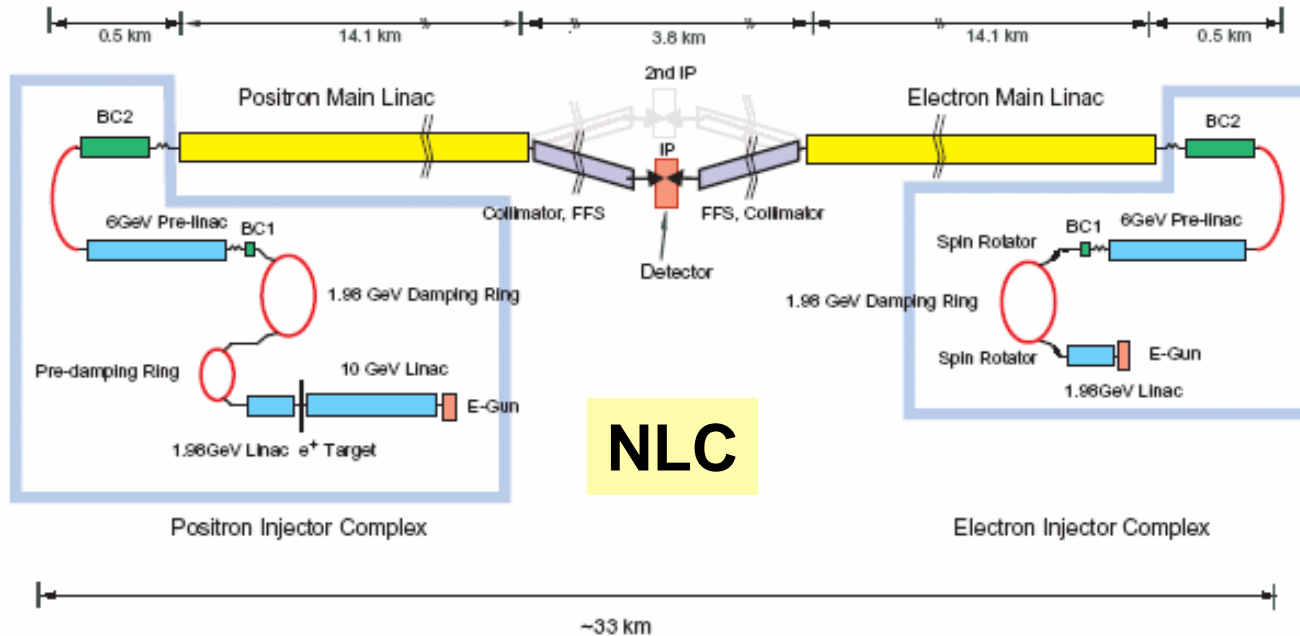 0.5 km 14.1 km 3.8 km 14.1 km 0.5 km
2nd IP
Positron Main Linac Electron Main Linac
BC2 IP BC2
Collimator, FFS FFS, Collimator
6GeV Pre-linac BC1 Spin Rotator BC1 6GeV Pre-linac
Detector
1.98 GeV Damping Ring 1.98 GeV Damping Ring
Pre-damping Ring 10 GeV Linac Spin Rotator E-Gun
E-Gun 1.98GeV Linac
1.98GeV Linac e+ Target
NLC
Positron Injector Complex Electron Injector Complex
~33 km